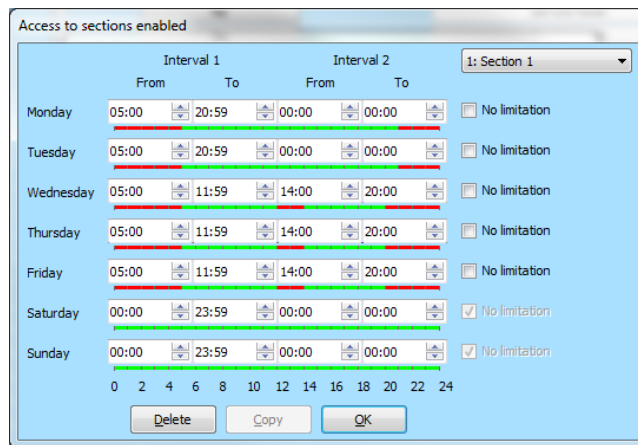 Access to sections enabled
Interval 1 Interval 2 1: Section 1
From To From To
Monday 05:00 20:59 00:00 00:00 No limitation
Tuesday 05:00 20:59 00:00 00:00 No limitation
Wednesday 05:00 11:59 14:00 20:00 No limitation
Thursday 05:00 11:59 14:00 20:00 No limitation
Friday 05:00 11:59 14:00 20:00 No limitation
Saturday 00:00 23:59 00:00 00:00 No limitation
Sunday 00:00 23:59 00:00 00:00 No limitation
0 2 4 6 8 10 12 14 16 18 20 22 24
Delete Copy OK